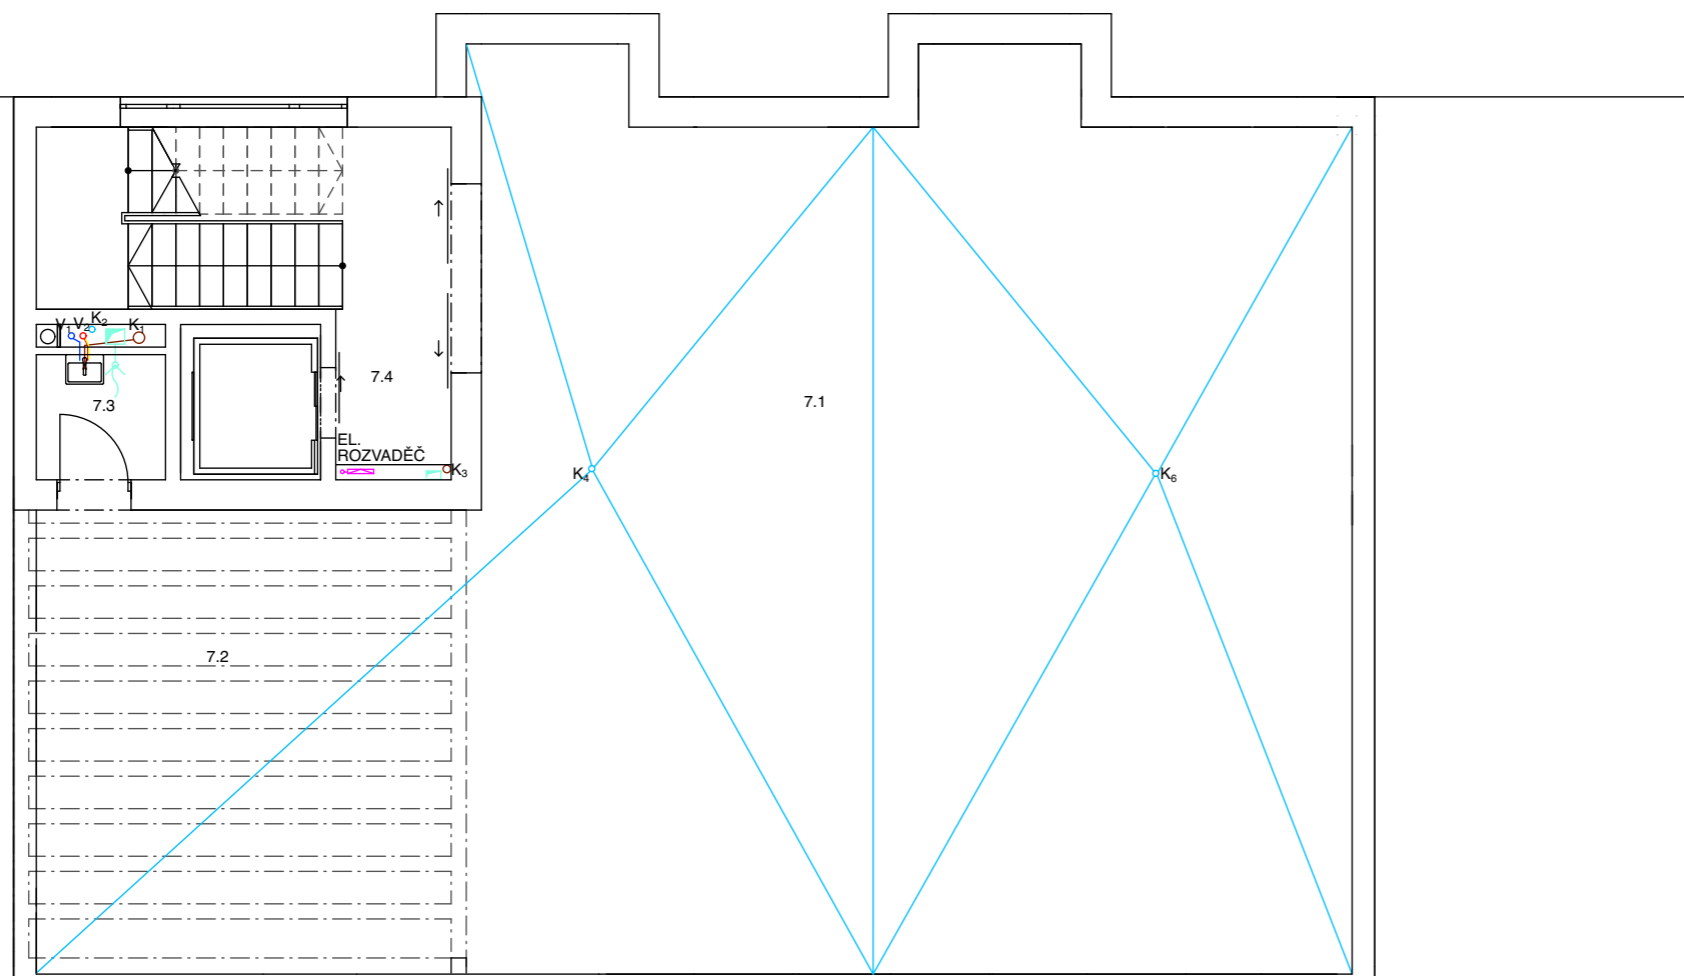 V₁ V₂ K₂ K₁
7.4
7.1
7.3
EL.
ROZVADĚČ
K₃
K₄
K₆
7.2